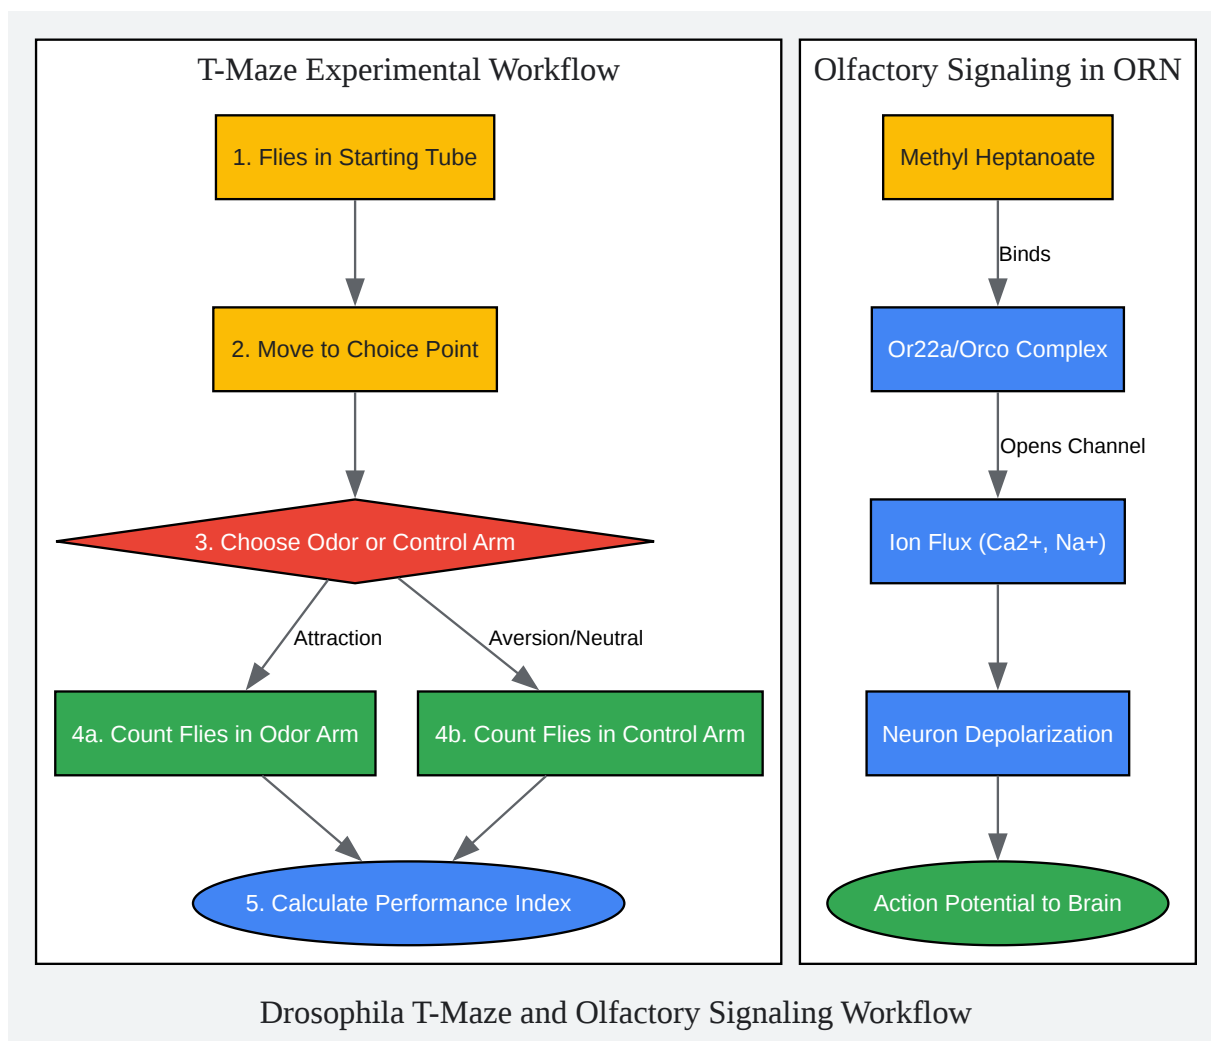 T-Maze Experimental Workflow
1. Flies in Starting Tube
2. Move to Choice Point
3. Choose Odor or Control Arm
Attraction
Aversion/Neutral
4a. Count Flies in Odor Arm
4b. Count Flies in Control Arm
5. Calculate Performance Index
Olfactory Signaling in ORN
Methyl Heptanoate
Binds
Or22a/Orco Complex
Opens Channel
Ion Flux (Ca2+, Na+)
Neuron Depolarization
Action Potential to Brain
Drosophila T-Maze and Olfactory Signaling Workflow